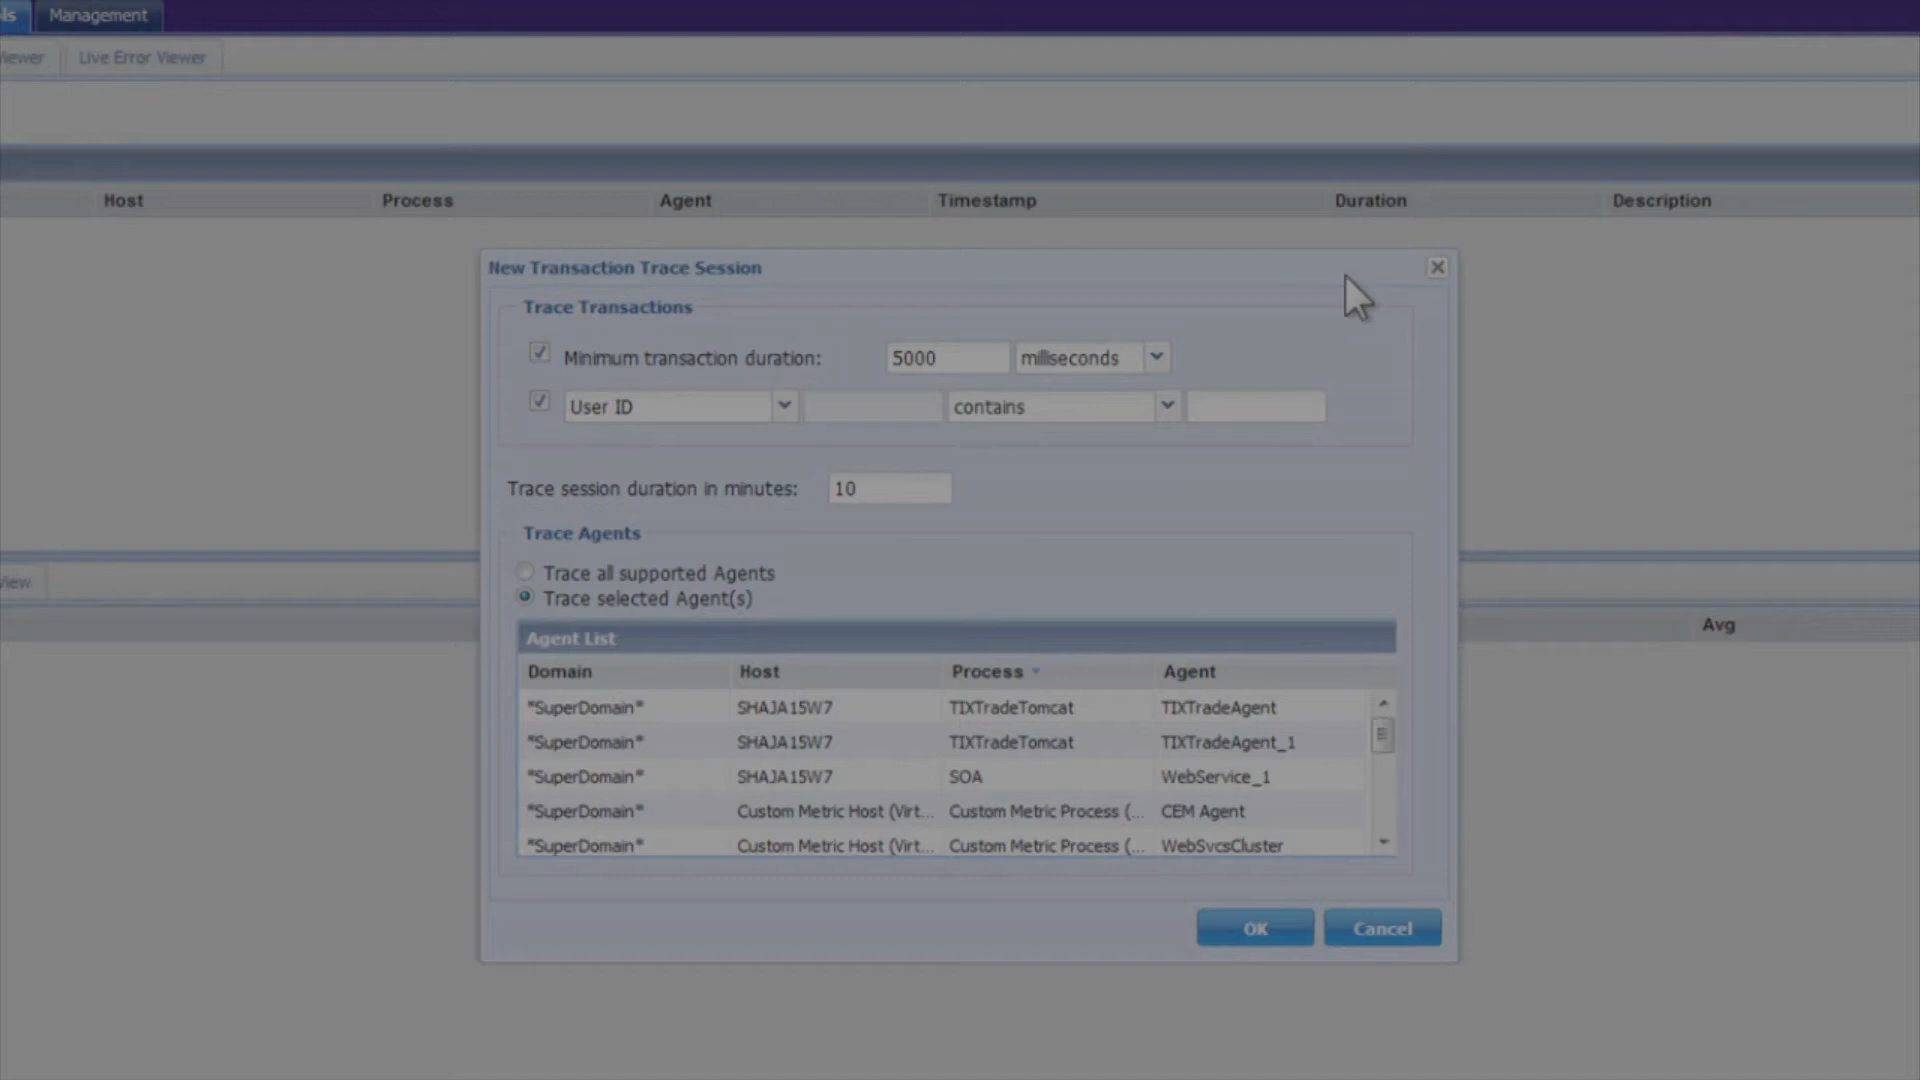 ls Management
iewer Live Error Viewer
Host Process Agent Timestamp Duration Description
New Transaction Trace Session
Trace Transactions
Minimum transaction duration: 5000 milliseconds
User ID contains
Trace session duration in minutes: 10
Trace Agents
Trace all supported Agents
View
Trace selected Agent(s)
Avg
Agent List
Domain Host Process Agent
*SuperDomain* SHAJA15W7 TIXTradeTomcat TIXTradeAgent
*SuperDomain* SHAJA15W7 TIXTradeTomcat TIXTradeAgent_1
*SuperDomain* SHAJA15W7 SOA WebService_1
*SuperDomain* Custom Metric Host (Virt... Custom Metric Process (... CEM Agent
*SuperDomain* Custom Metric Host (Virt... Custom Metric Process (... WebSvcsCluster
OK Cancel